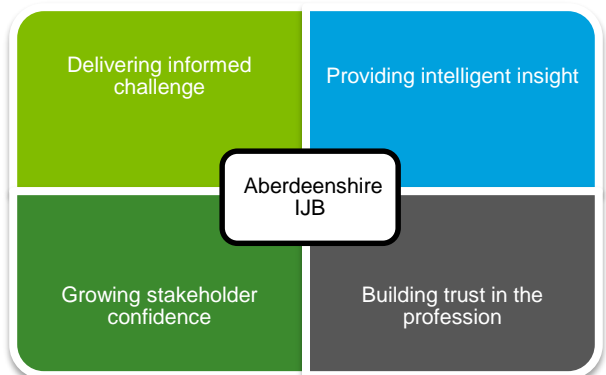 Delivering informed
challenge
Providing intelligent insight
Aberdeenshire
IJB
Growing stakeholder
confidence
Building trust in the
profession